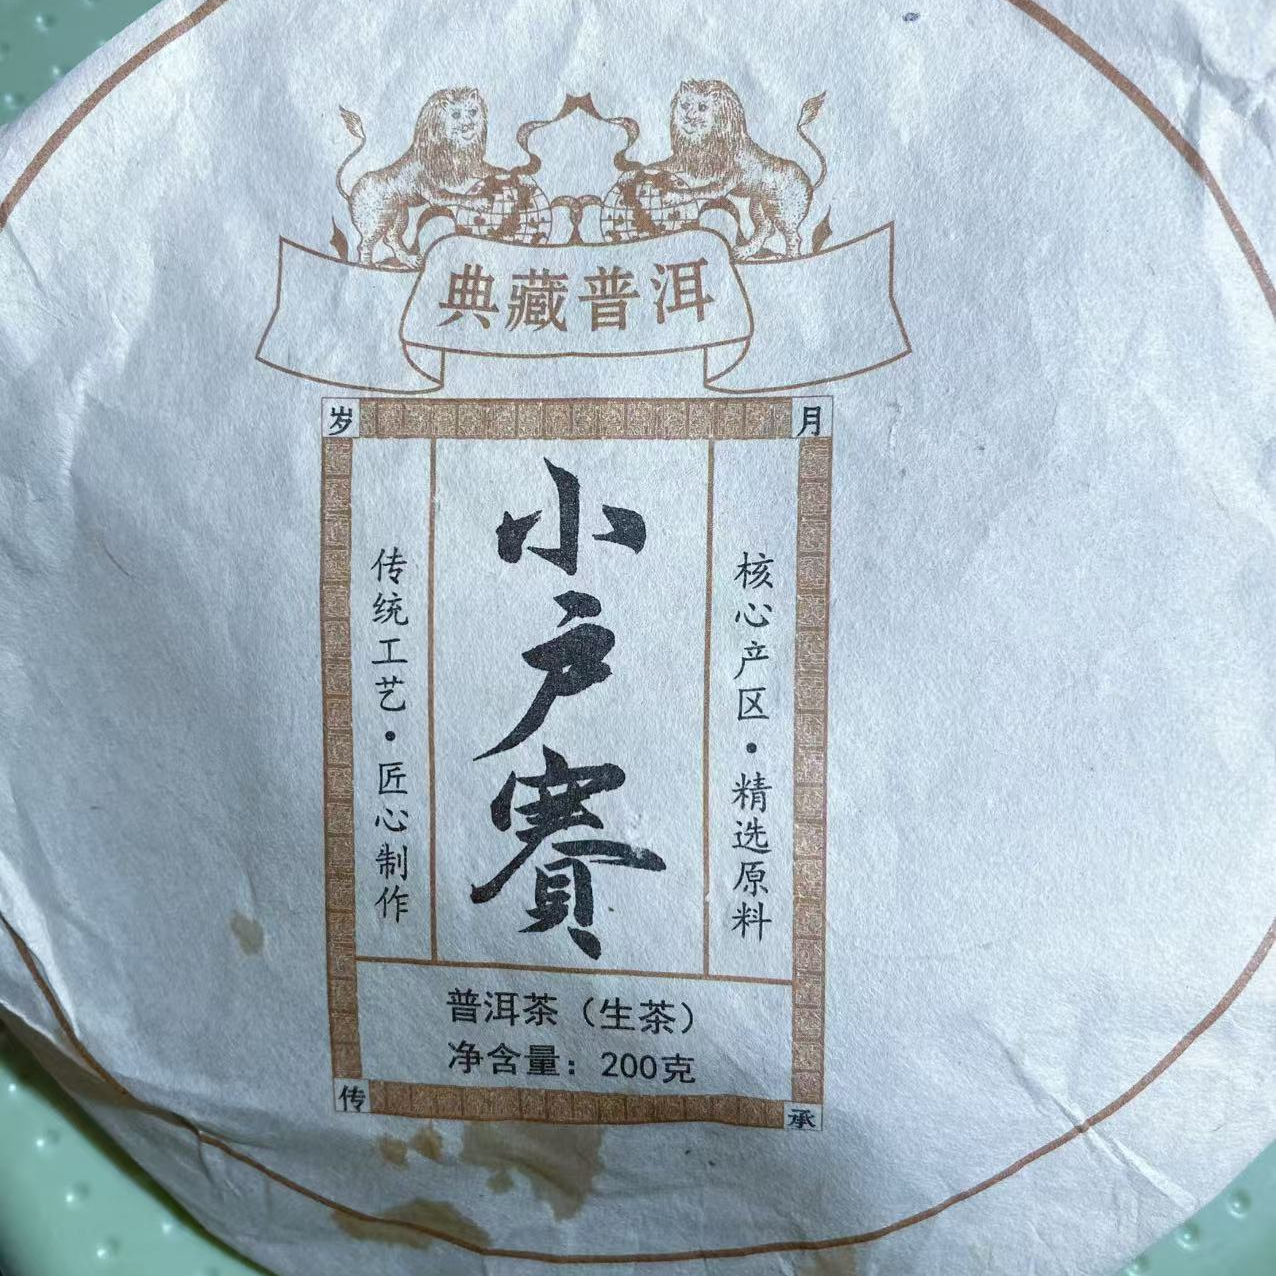 典藏普洱
岁 月
核心产区·精选原料
小户赛
传统工艺·匠心制作
普洱茶（生茶）
净含量：200克
传 承